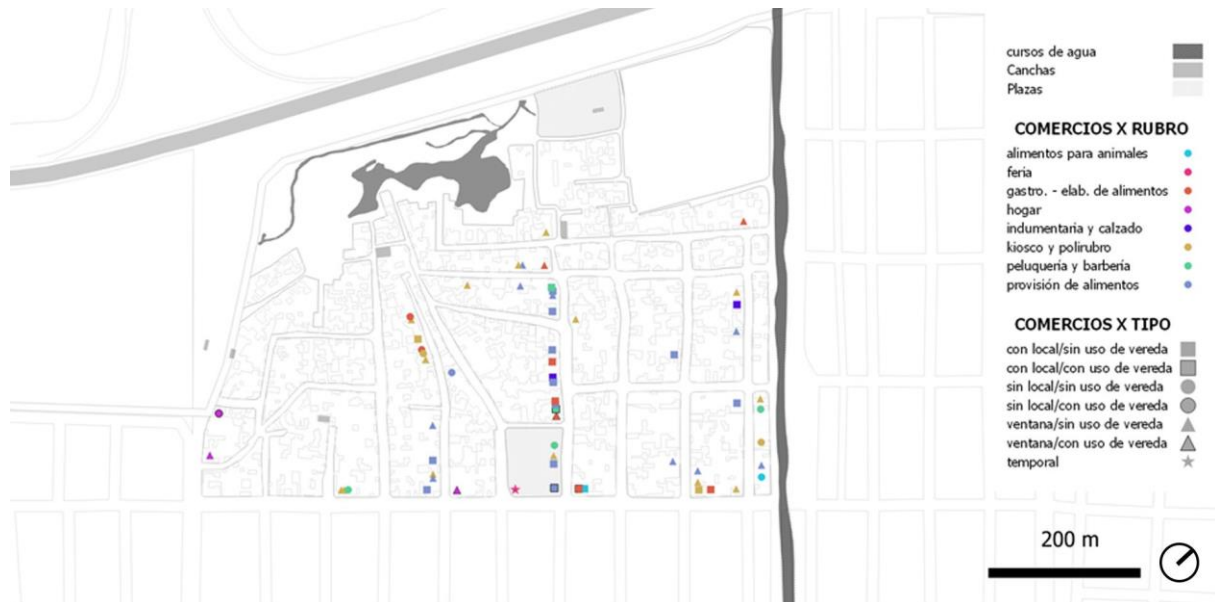 cursos de agua
Canchas
Plazas
COMERCIOS X RUBRO
alimentos para animales
feria
gastro. - elab. de alimentos
hogar
indumentaria y calzado
kiosco y polirubro
peluquería y barbería
provisión de alimentos
COMERCIOS X TIPO
con local/sin uso de vereda
con local/con uso de vereda
sin local/sin uso de vereda
sin local/con uso de vereda
ventana/sin uso de vereda
ventana/con uso de vereda
temporal
200 m